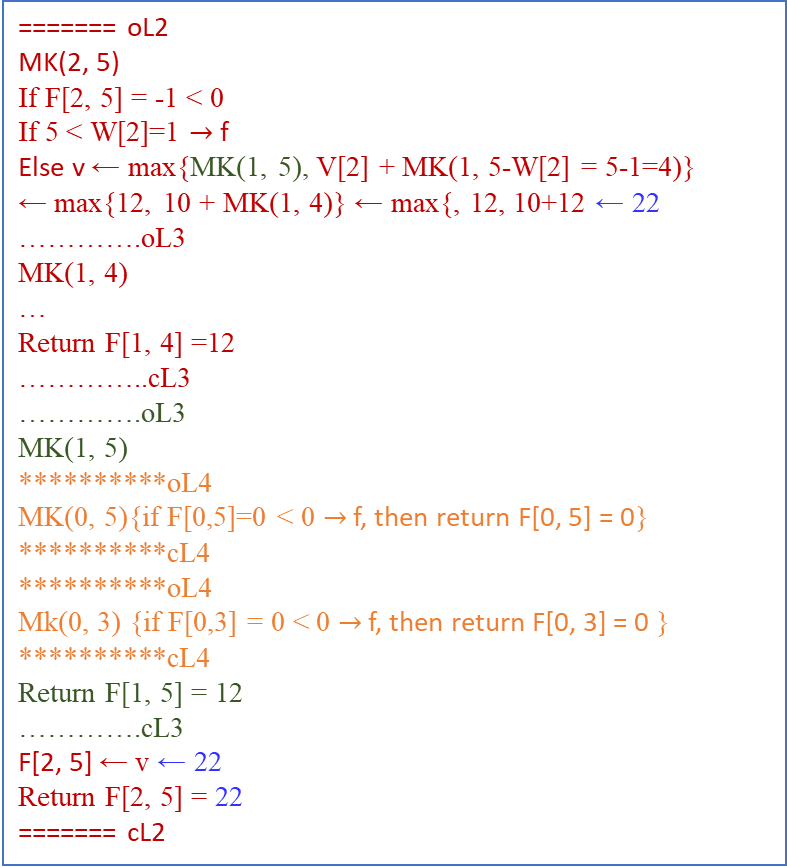 ======= oL2
MK(2, 5)
If F[2, 5] = -1 < 0
If 5 < W[2]=1 → f
Else v ← max{MK(1, 5), V[2] + MK(1, 5-W[2] = 5-1=4)}
← max{12, 10 + MK(1, 4)} ← max{, 12, 10+12 ← 22
………….oL3
MK(1, 4)
…
Return F[1, 4] =12
…………..cL3
………….oL3
MK(1, 5)
**********oL4
MK(0, 5){if F[0,5]=0 < 0 → f, then return F[0, 5] = 0}
**********cL4
**********oL4
Mk(0, 3) {if F[0,3] = 0 < 0 → f, then return F[0, 3] = 0 }
**********cL4
Return F[1, 5] = 12
………….cL3
F[2, 5] ← v ← 22
Return F[2, 5] = 22
======= cL2